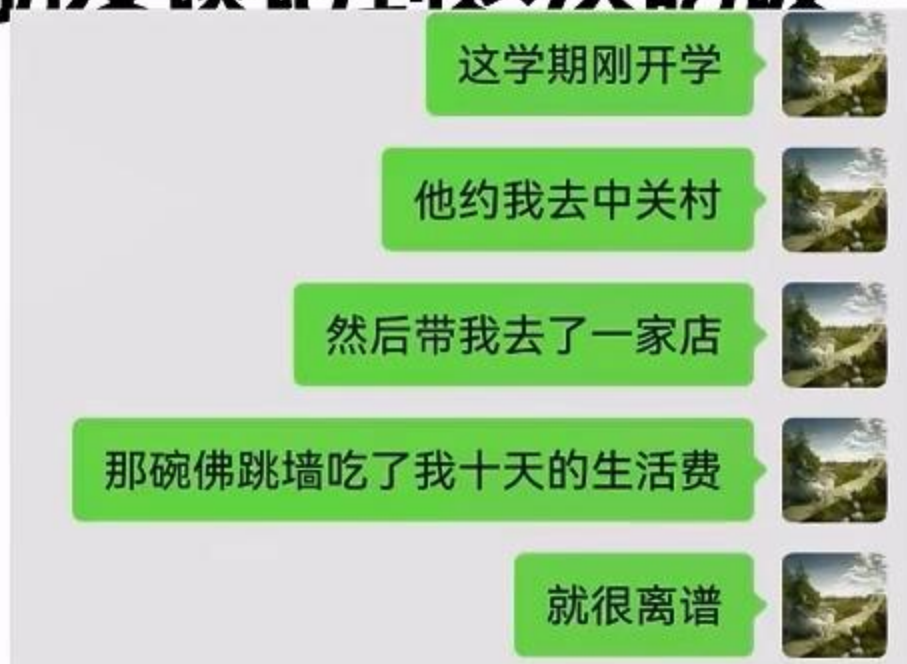 这学期刚开学
他约我去中关村
然后带我去了一家店
那碗佛跳墙吃了我十天的生活费
就很离谱